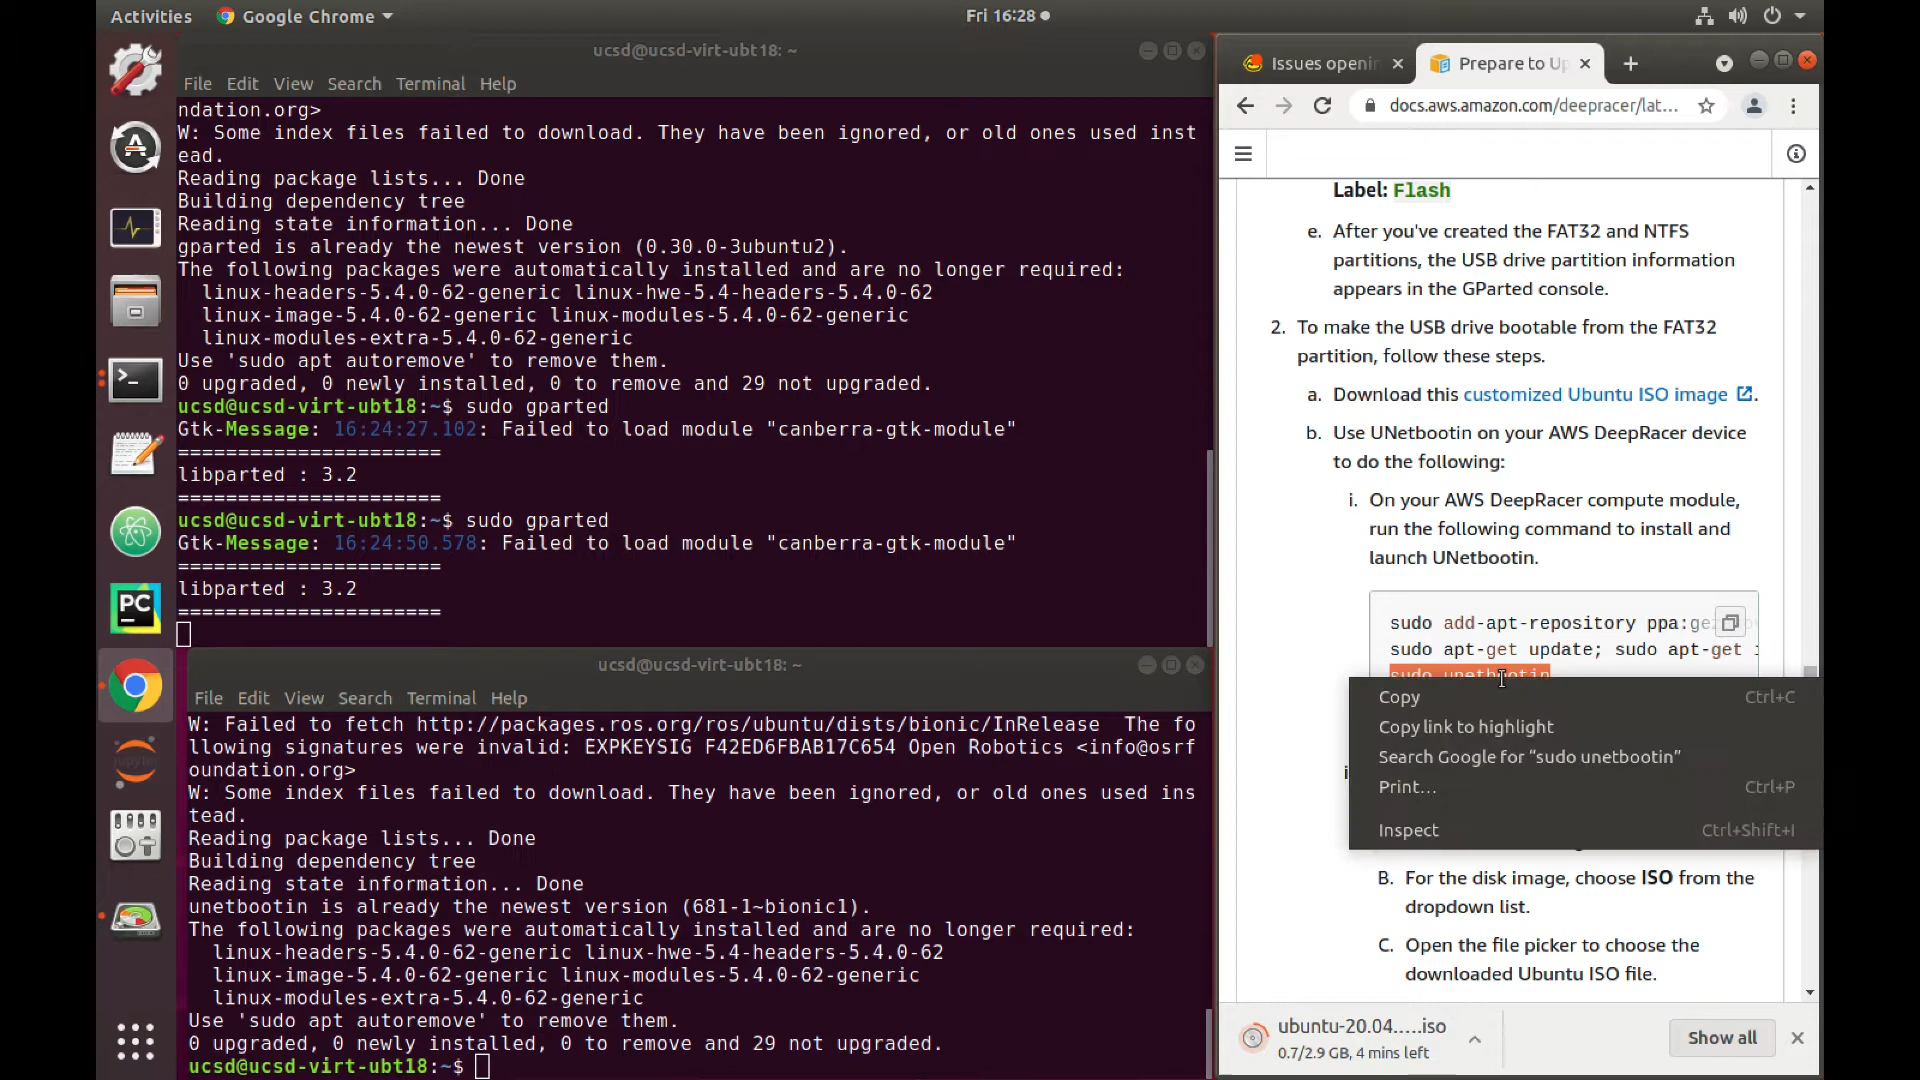 Activities
Google Chrome
Fri 16:28
ucsd@ucsd-virt-ubt18: ~
File Edit View Search Terminal Help
ndation.org>
W: Some index files failed to download. They have been ignored, or old ones used inst
ead.
Reading package lists... Done
Building dependency tree
Reading state information... Done
gparted is already the newest version (0.30.0-3ubuntu2).
The following packages were automatically installed and are no longer required:
linux-headers-5.4.0-62-generic linux-hwe-5.4-headers-5.4.0-62
linux-image-5.4.0-62-generic linux-modules-5.4.0-62-generic
linux-modules-extra-5.4.0-62-generic
Use 'sudo apt autoremove' to remove them.
0 upgraded, 0 newly installed, 0 to remove and 29 not upgraded.
ucsd@ucsd-virt-ubt18:~$ sudo gparted
Gtk-Message: 16:24:27.102: Failed to load module "canberra-gtk-module"
======================
libparted : 3.2
======================
ucsd@ucsd-virt-ubt18:~$ sudo gparted
Gtk-Message: 16:24:50.578: Failed to load module "canberra-gtk-module"
======================
libparted : 3.2
======================
ucsd@ucsd-virt-ubt18: ~
File Edit View Search Terminal Help
W: Failed to fetch http://packages.ros.org/ros/ubuntu/dists/bionic/InRelease The fo
llowing signatures were invalid: EXPKEYSIG F42ED6FBAB17C654 Open Robotics <info@osrf
oundation.org>
W: Some index files failed to download. They have been ignored, or old ones used ins
tead.
Reading package lists... Done
Building dependency tree
Reading state information... Done
unetbootin is already the newest version (681-1~bionic1).
The following packages were automatically installed and are no longer required:
linux-headers-5.4.0-62-generic linux-hwe-5.4-headers-5.4.0-62
linux-image-5.4.0-62-generic linux-modules-5.4.0-62-generic
linux-modules-extra-5.4.0-62-generic
Use 'sudo apt autoremove' to remove them.
0 upgraded, 0 newly installed, 0 to remove and 29 not upgraded.
ucsd@ucsd-virt-ubt18:~$
PC
jupyter
Issues openin
Prepare to Up
docs.aws.amazon.com/deepracer/lat...
Label: Flash
e. After you've created the FAT32 and NTFS
partitions, the USB drive partition information
appears in the GParted console.
2. To make the USB drive bootable from the FAT32
partition, follow these steps.
a. Download this customized Ubuntu ISO image.
b. Use UNetbootin on your AWS DeepRacer device
to do the following:
i. On your AWS DeepRacer compute module,
run the following command to install and
launch UNetbootin.
sudo add-apt-repository ppa:ge
sudo apt-get update; sudo apt-get i
sudo unetbootin
Copy Ctrl+C
Copy link to highlight
Search Google for “sudo unetbootin”
Print... Ctrl+P
Inspect Ctrl+Shift+I
B. For the disk image, choose ISO from the
dropdown list.
C. Open the file picker to choose the
downloaded Ubuntu ISO file.
ubuntu-20.04.....iso
0.7/2.9 GB, 4 mins left
Show all